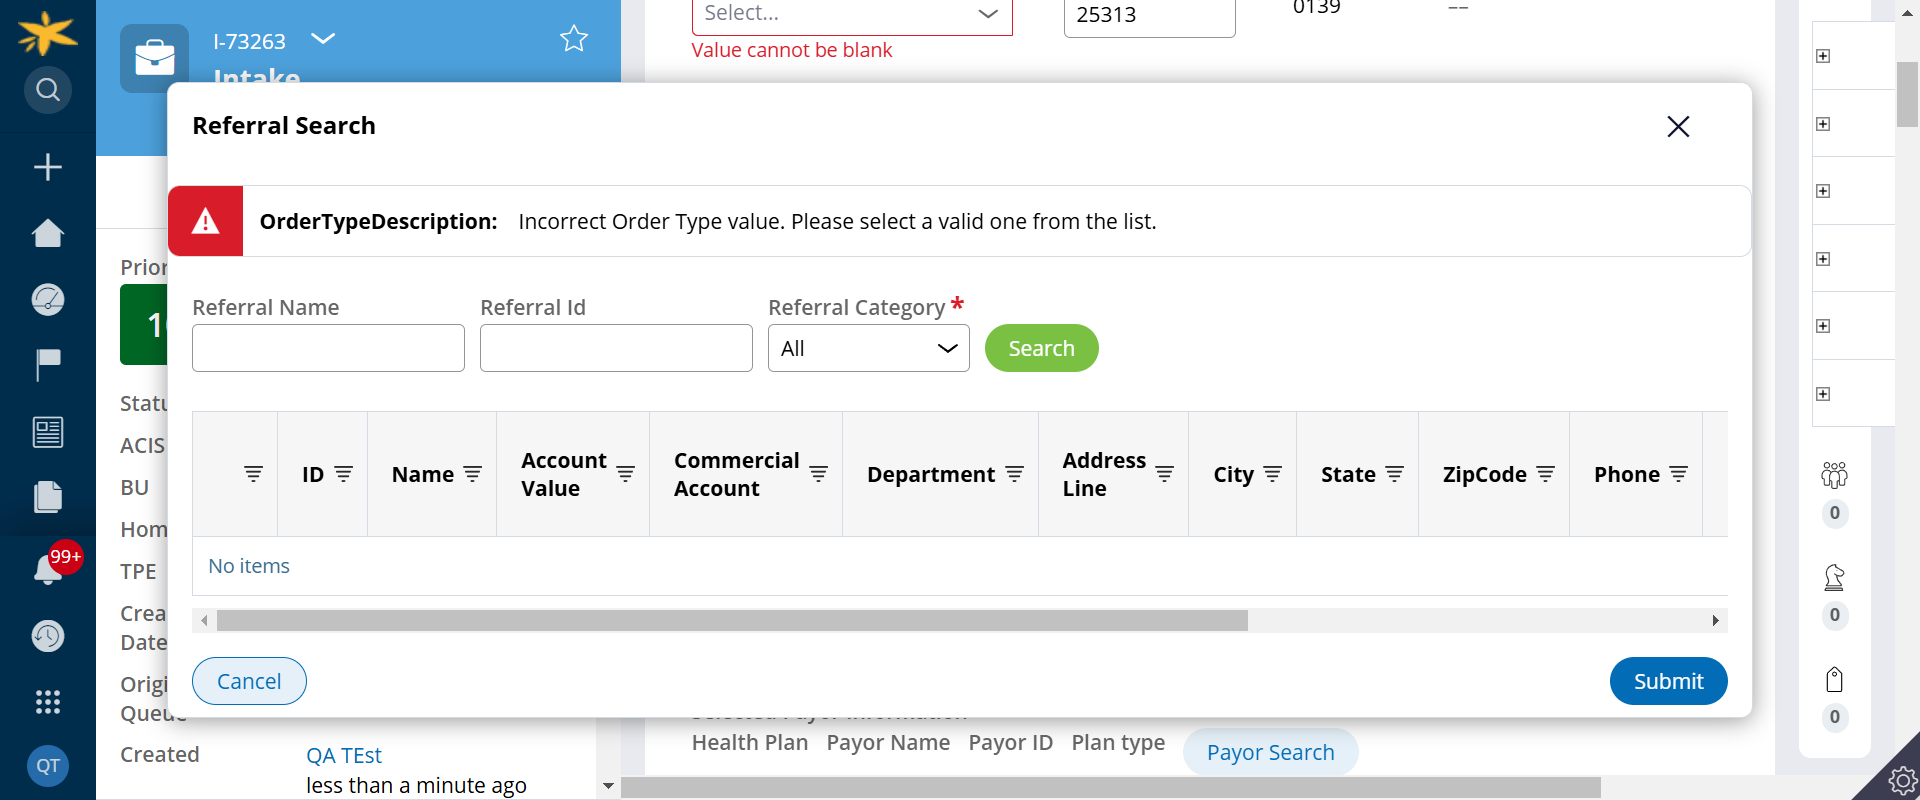 I-73263
Intake
Select...
25313
0139
--
Value cannot be blank
Referral Search
OrderTypeDescription: Incorrect Order Type value. Please select a valid one from the list.
Referral Name
Referral Id
Referral Category *
All
Search
ID
Name
Account Value
Commercial Account
Department
Address Line
City
State
ZipCode
Phone
No items
Cancel
Submit
Prior
1
Statu
ACIS
BU
Hom
TPE
Crea
Date
Origi
Queue
Created
QA TEst
less than a minute ago
99+
QT
Selected Payor Information
Health Plan
Payor Name
Payor ID
Plan type
Payor Search
0
0
0